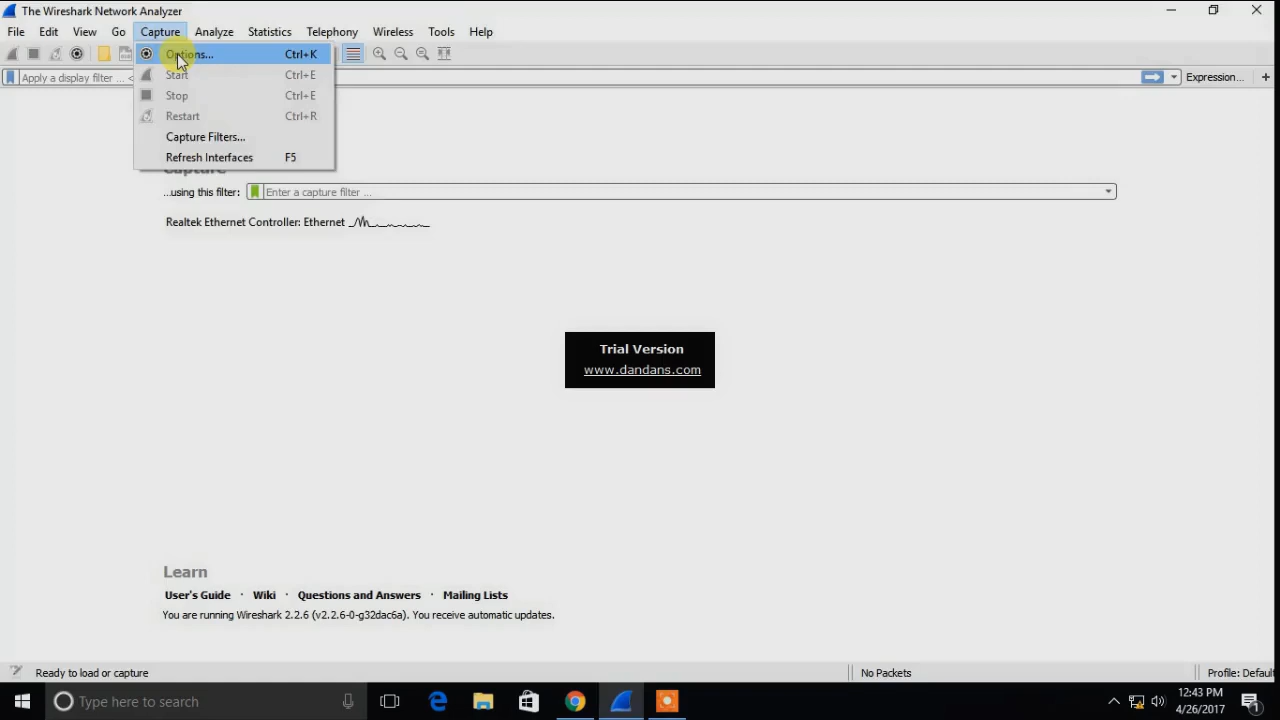 The Wireshark Network Analyzer
File Edit View Go Capture Analyze Statistics Telephony Wireless Tools Help
Options... Ctrl+K
Start Ctrl+E
Apply a display filter ... < Expression... +
Stop Ctrl+E
Restart Ctrl+R
Capture Filters...
Refresh Interfaces F5
Capture
...using this filter: Enter a capture filter ...
Realtek Ethernet Controller: Ethernet
Trial Version
www.dandans.com
Learn
User's Guide · Wiki · Questions and Answers · Mailing Lists
You are running Wireshark 2.2.6 (v2.2.6-0-g32dac6a). You receive automatic updates.
Ready to load or capture No Packets Profile: Defaul
Type here to search
12:43 PM
4/26/2017
1